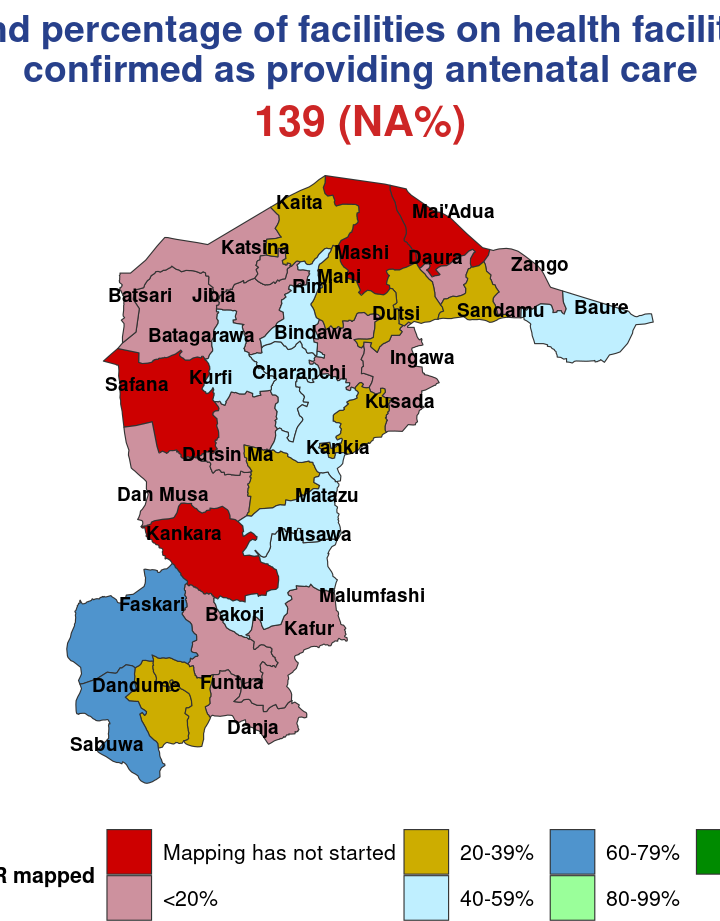 nd percentage of facilities on health facilit
confirmed as providing antenatal care
139 (NA%)
Kaita
Mai'Adua
Katsina
Mashi
Daura
Zango
Mani
Rimi
Batsari
Jibia
Baure
Sandamu
Dutsi
Bindawa
Batagarawa
Ingawa
Charanchi
Kurfi
Safana
Kusada
Kankia
Dutsin Ma
Dan Musa
Matazu
Kankara
Musawa
Malumfashi
Faskari
Bakori
Kafur
Dandume
Funtua
Danja
Sabuwa
R mapped
Mapping has not started
20-39%
60-79%
<20%
40-59%
80-99%